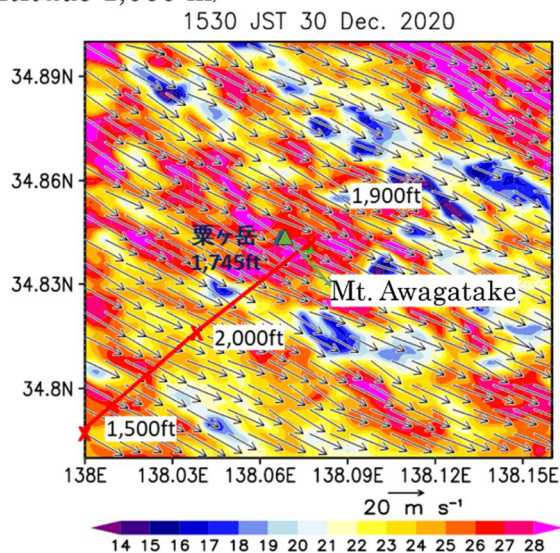 1530 JST 30 Dec. 2020
34.89N
34.86N
1,900ft
粟ヶ岳
1,745ft
34.83N
Mt. Awagatake
2,000ft
34.8N
1,500ft
138E 138.03E 138.06E 138.09E 138.12E 138.15E
20 m s⁻¹
14 15 16 17 18 19 20 21 22 23 24 25 26 27 28